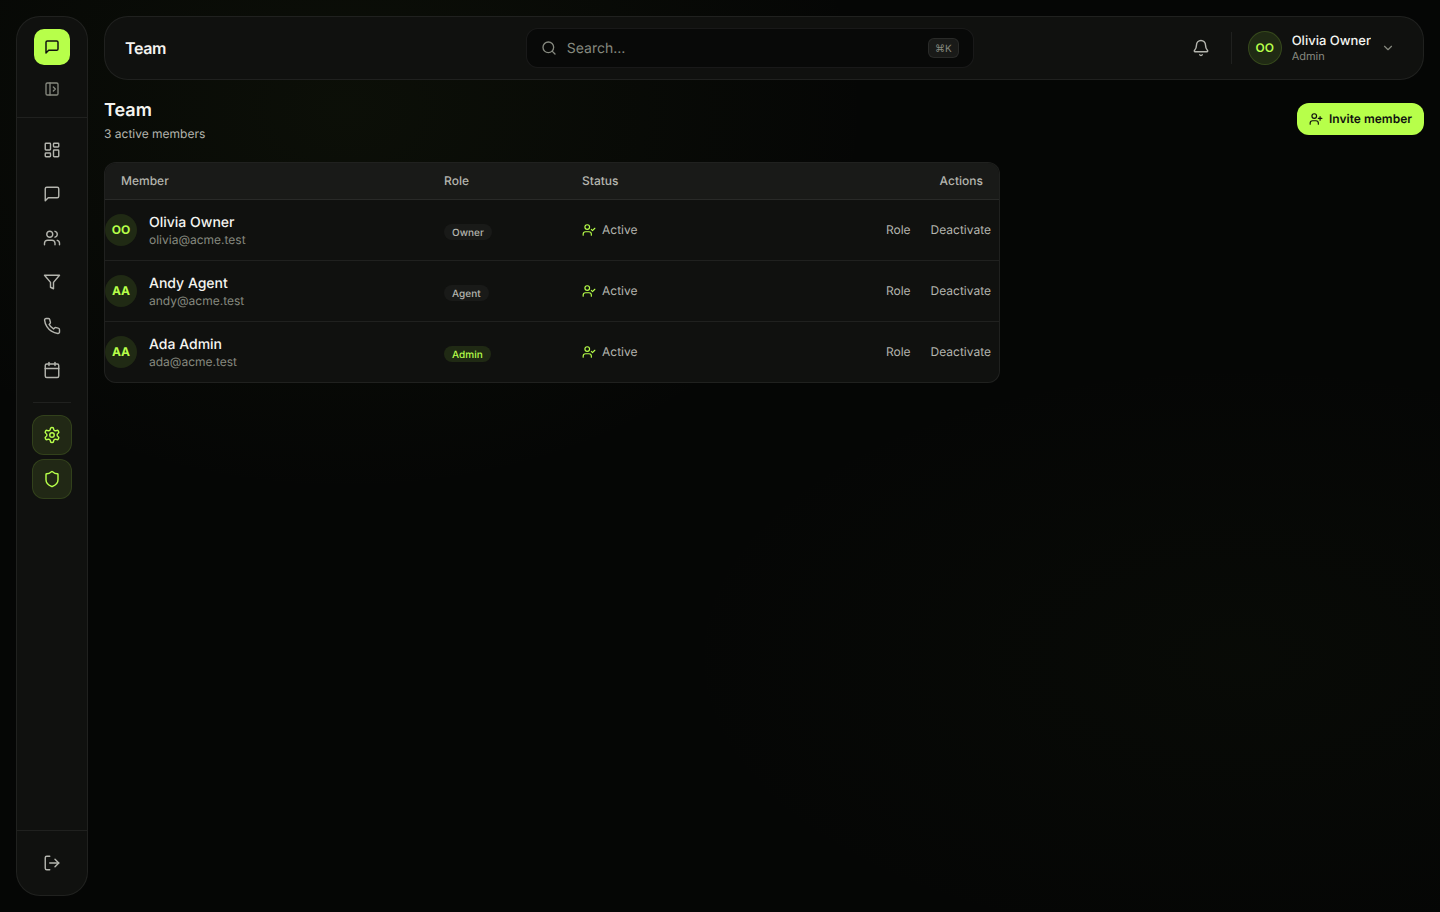 Team
Search...
⌘K
OO
Olivia Owner
Admin
Team
3 active members
Invite member
Member Role Status Actions
OO Olivia Owner Owner Active Role Deactivate
olivia@acme.test
AA Andy Agent Agent Active Role Deactivate
andy@acme.test
AA Ada Admin Admin Active Role Deactivate
ada@acme.test